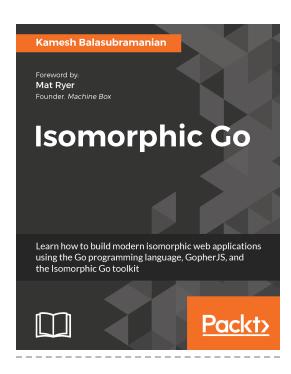 Kamesh Balasubramanian
Foreword by:
Mat Ryer
Founder, Machine Box
Isomorphic Go
Learn how to build modern isomorphic web applications
using the Go programming language, GopherJS, and
the Isomorphic Go toolkit
Packt>